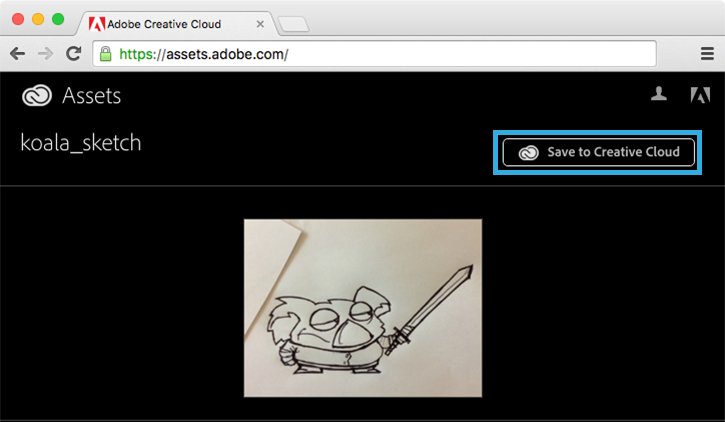 Adobe Creative Cloud
https://assets.adobe.com/
Assets
koala_sketch
Save to Creative Cloud